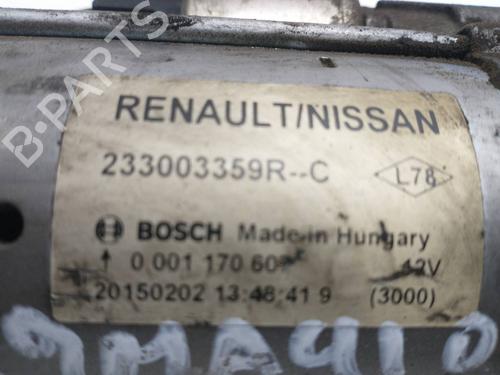 B-PARTS
RENAULT/NISSAN
233003359R--C L78
BOSCH Made in Hungary
0 001 170 12V
20150202 13:48:41 9 (3000)